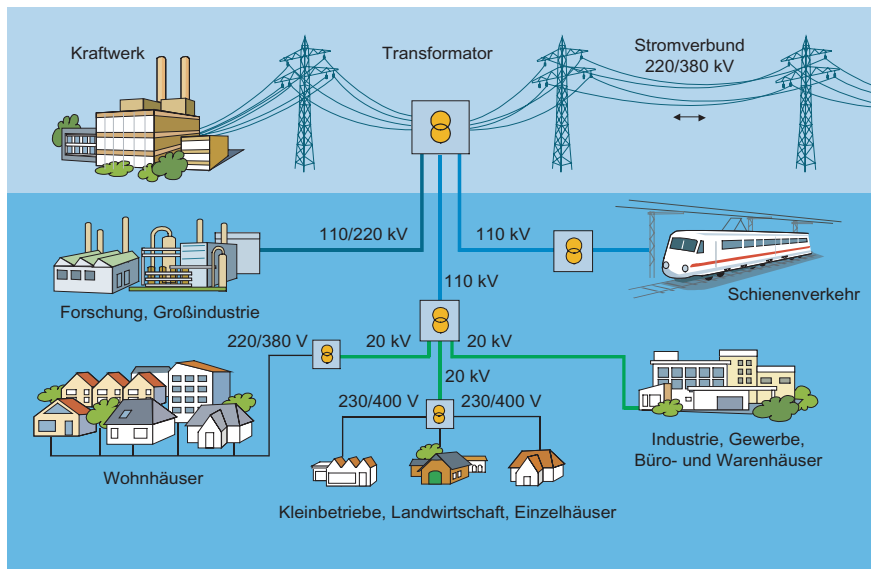 Kraftwerk
Transformator
Stromverbund
220/380 kV
110/220 kV
110 kV
110 kV
Forschung, Großindustrie
Schienenverkehr
220/380 V
20 kV
20 kV
20 kV
230/400 V
230/400 V
Wohnhäuser
Industrie, Gewerbe,
Büro- und Warenhäuser
Kleinbetriebe, Landwirtschaft, Einzelhäuser